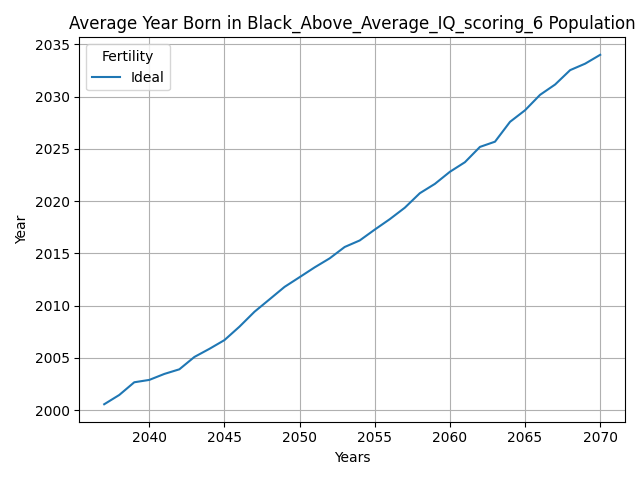 Average Year Born in Black_Above_Average_IQ_scoring_6 Population
Fertility
Ideal
Year
2035
2030
2025
2020
2015
2010
2005
2000
2040 2045 2050 2055 2060 2065 2070
Years